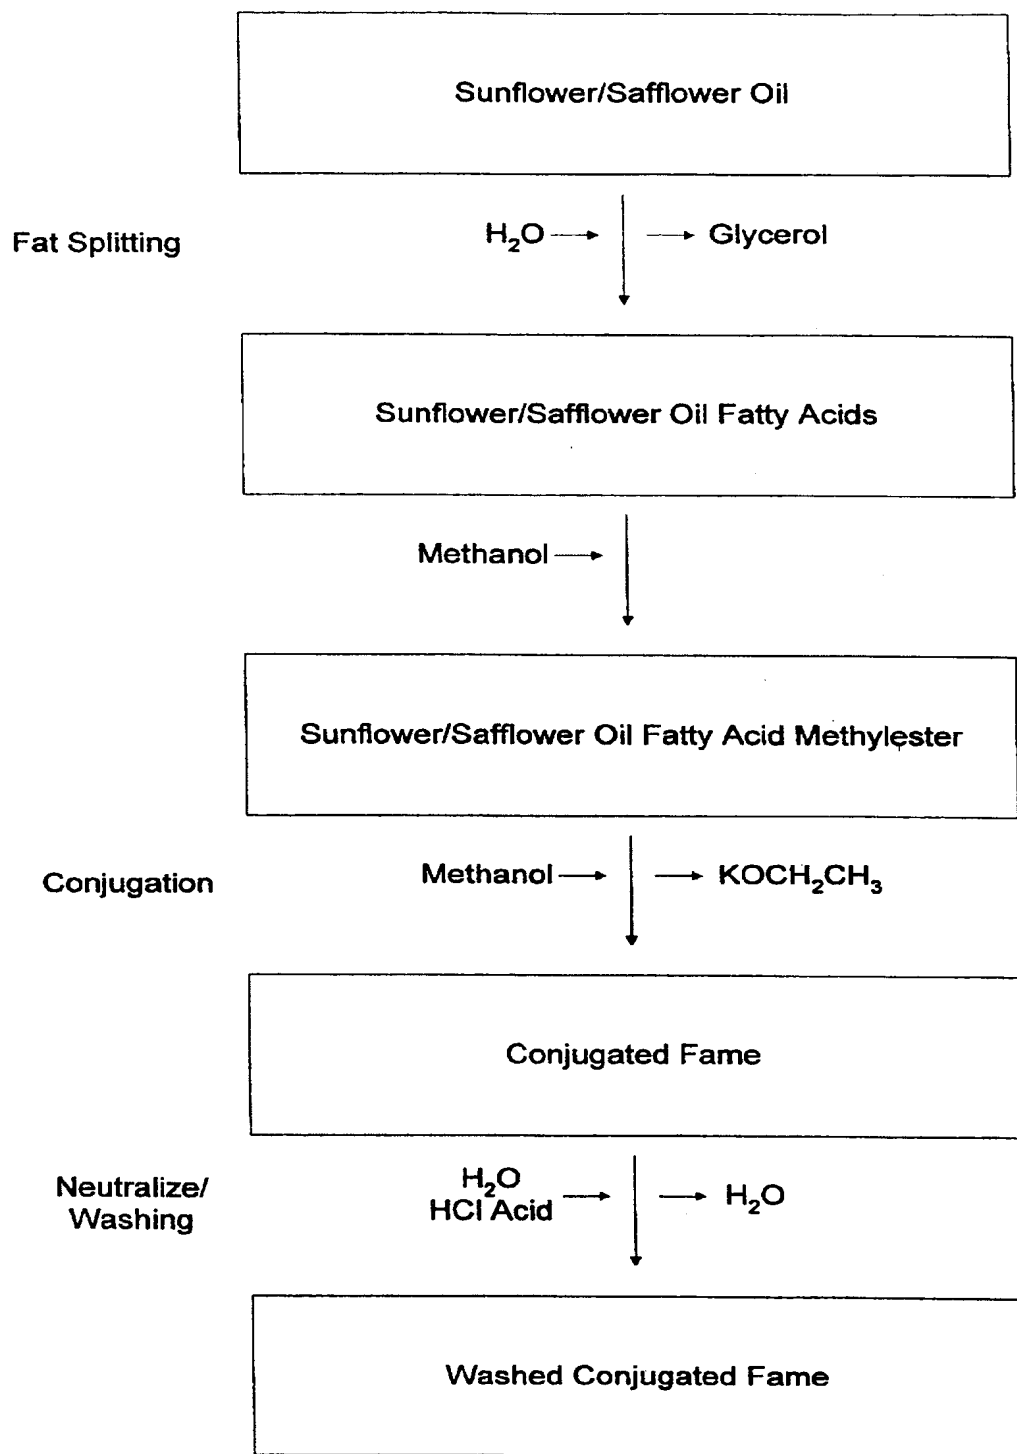 Sunflower/Safflower Oil
Fat Splitting
H₂O → → Glycerol
Sunflower/Safflower Oil Fatty Acids
Methanol →
Sunflower/Safflower Oil Fatty Acid Methylester
Conjugation
Methanol → → KOCH₂CH₃
Conjugated Fame
Neutralize/
Washing
H₂O
HCl Acid → → H₂O
Washed Conjugated Fame